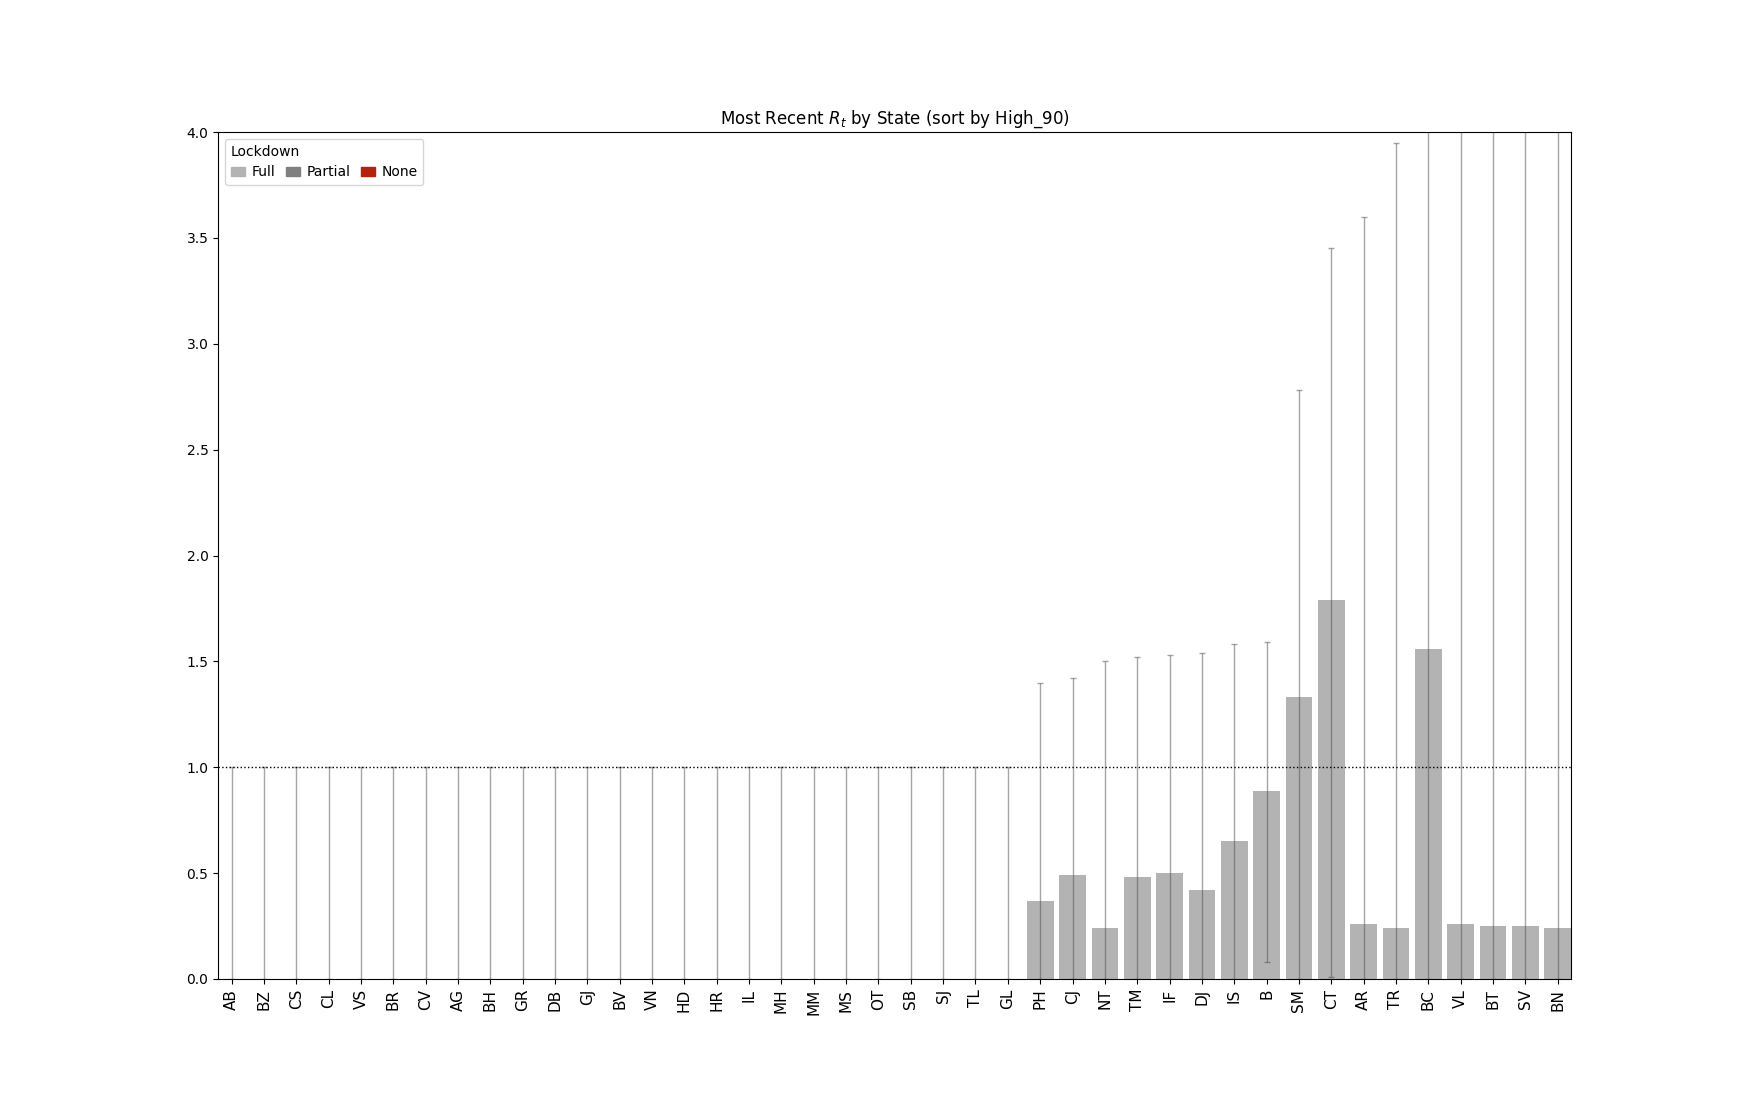 Most Recent R_t by State (sort by High_90)
Lockdown
Full Partial None
4.0
3.5
3.0
2.5
2.0
1.5
1.0
0.5
0.0
AB BZ CS CL VS BR CV AG BH GR DB GJ BV VN HD HR IL MH MM MS OT SB SJ TL GL PH CJ NT TM IF DJ IS B SM CT AR TR BC VL BT SV BN